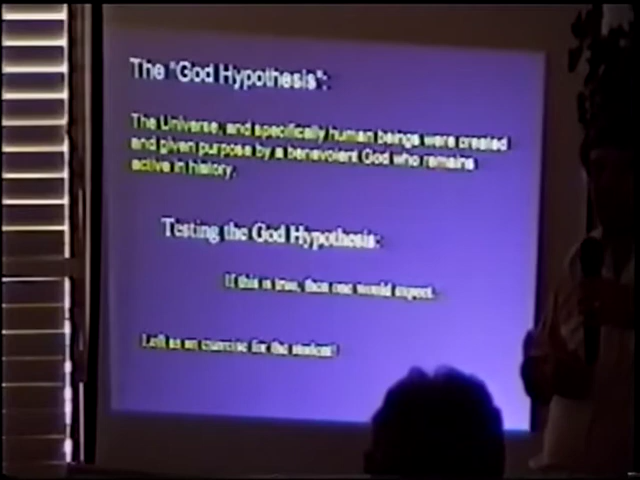 The "God Hypothesis":
The Universe, and specifically human beings were created
and given purpose by a benevolent God who remains
active in history.
Testing the God Hypothesis:
If this is true, then one would expect.
Left as an exercise for the student!